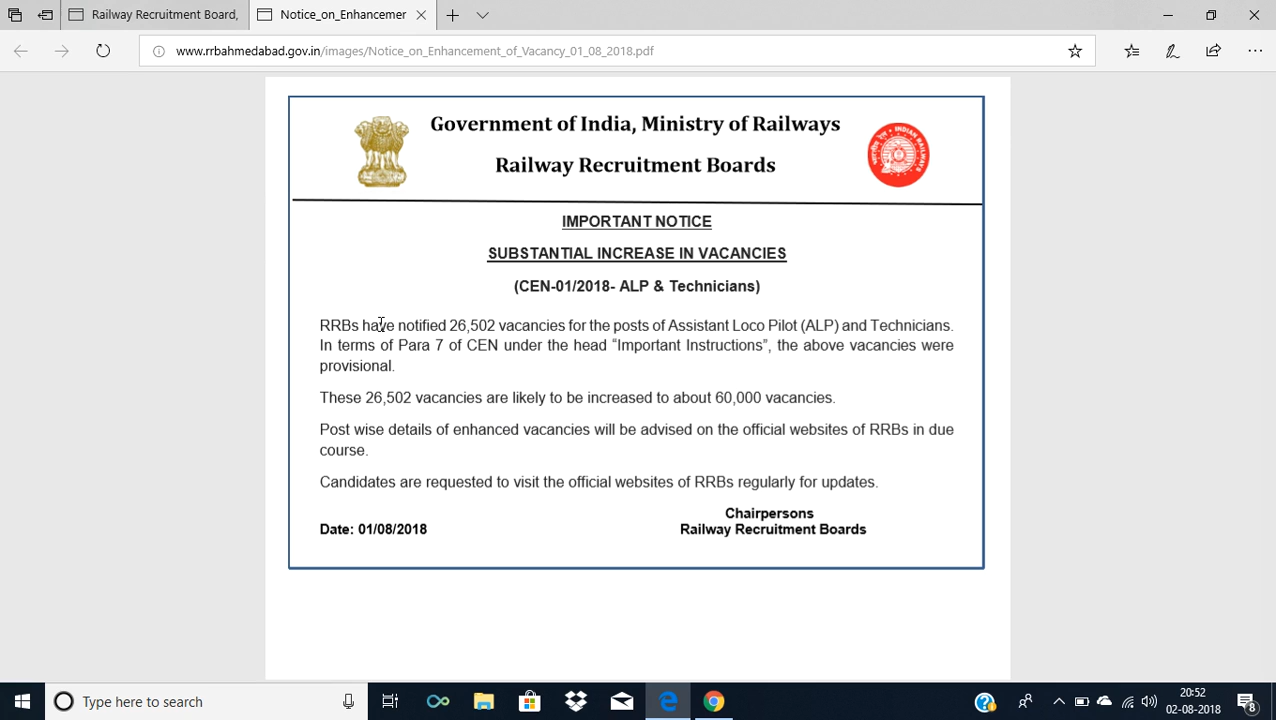 Railway Recruitment Board,
Notice_on_Enhancemer
www.rrbahmedabad.gov.in/images/Notice_on_Enhancement_of_Vacancy_01_08_2018.pdf
Government of India, Ministry of Railways
Railway Recruitment Boards
INDIAN RAILWAYS
IMPORTANT NOTICE
SUBSTANTIAL INCREASE IN VACANCIES
(CEN-01/2018- ALP & Technicians)
RRBs have notified 26,502 vacancies for the posts of Assistant Loco Pilot (ALP) and Technicians.
In terms of Para 7 of CEN under the head “Important Instructions”, the above vacancies were
provisional.
These 26,502 vacancies are likely to be increased to about 60,000 vacancies.
Post wise details of enhanced vacancies will be advised on the official websites of RRBs in due
course.
Candidates are requested to visit the official websites of RRBs regularly for updates.
Chairpersons
Date: 01/08/2018 Railway Recruitment Boards
Type here to search
20:52
02-08-2018
8